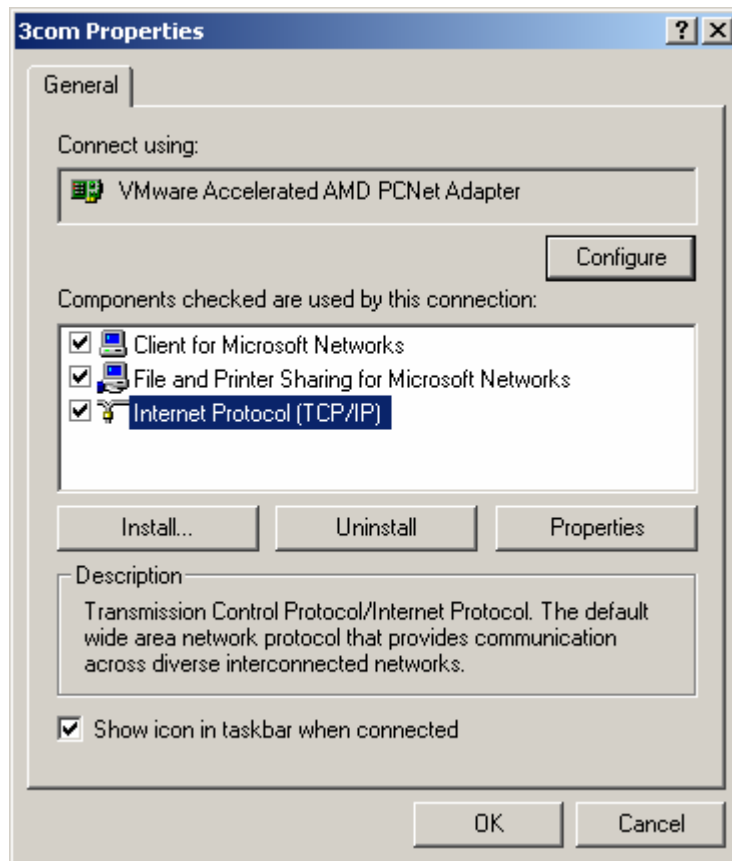 3com Properties
General
Connect using:
VMware Accelerated AMD PCNet Adapter
Configure
Components checked are used by this connection:
Client for Microsoft Networks
File and Printer Sharing for Microsoft Networks
Internet Protocol (TCP/IP)
Install...
Uninstall
Properties
Description
Transmission Control Protocol/Internet Protocol. The default
wide area network protocol that provides communication
across diverse interconnected networks.
Show icon in taskbar when connected
OK
Cancel